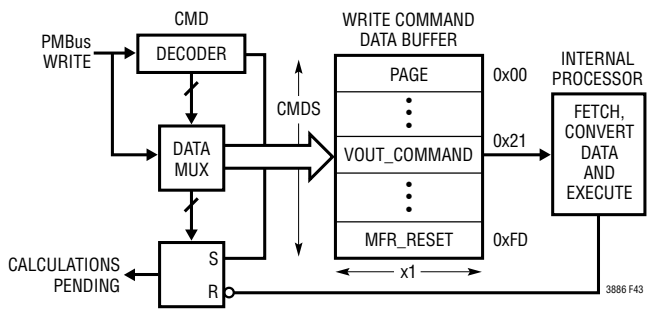 CMD
PMBus
WRITE
DECODER
DATA
MUX
S
R
CALCULATIONS
PENDING
CMDS
WRITE COMMAND
DATA BUFFER
PAGE
0x00
VOUT_COMMAND
0x21
MFR_RESET
0xFD
x1
INTERNAL
PROCESSOR
FETCH,
CONVERT
DATA
AND
EXECUTE
3886 F43